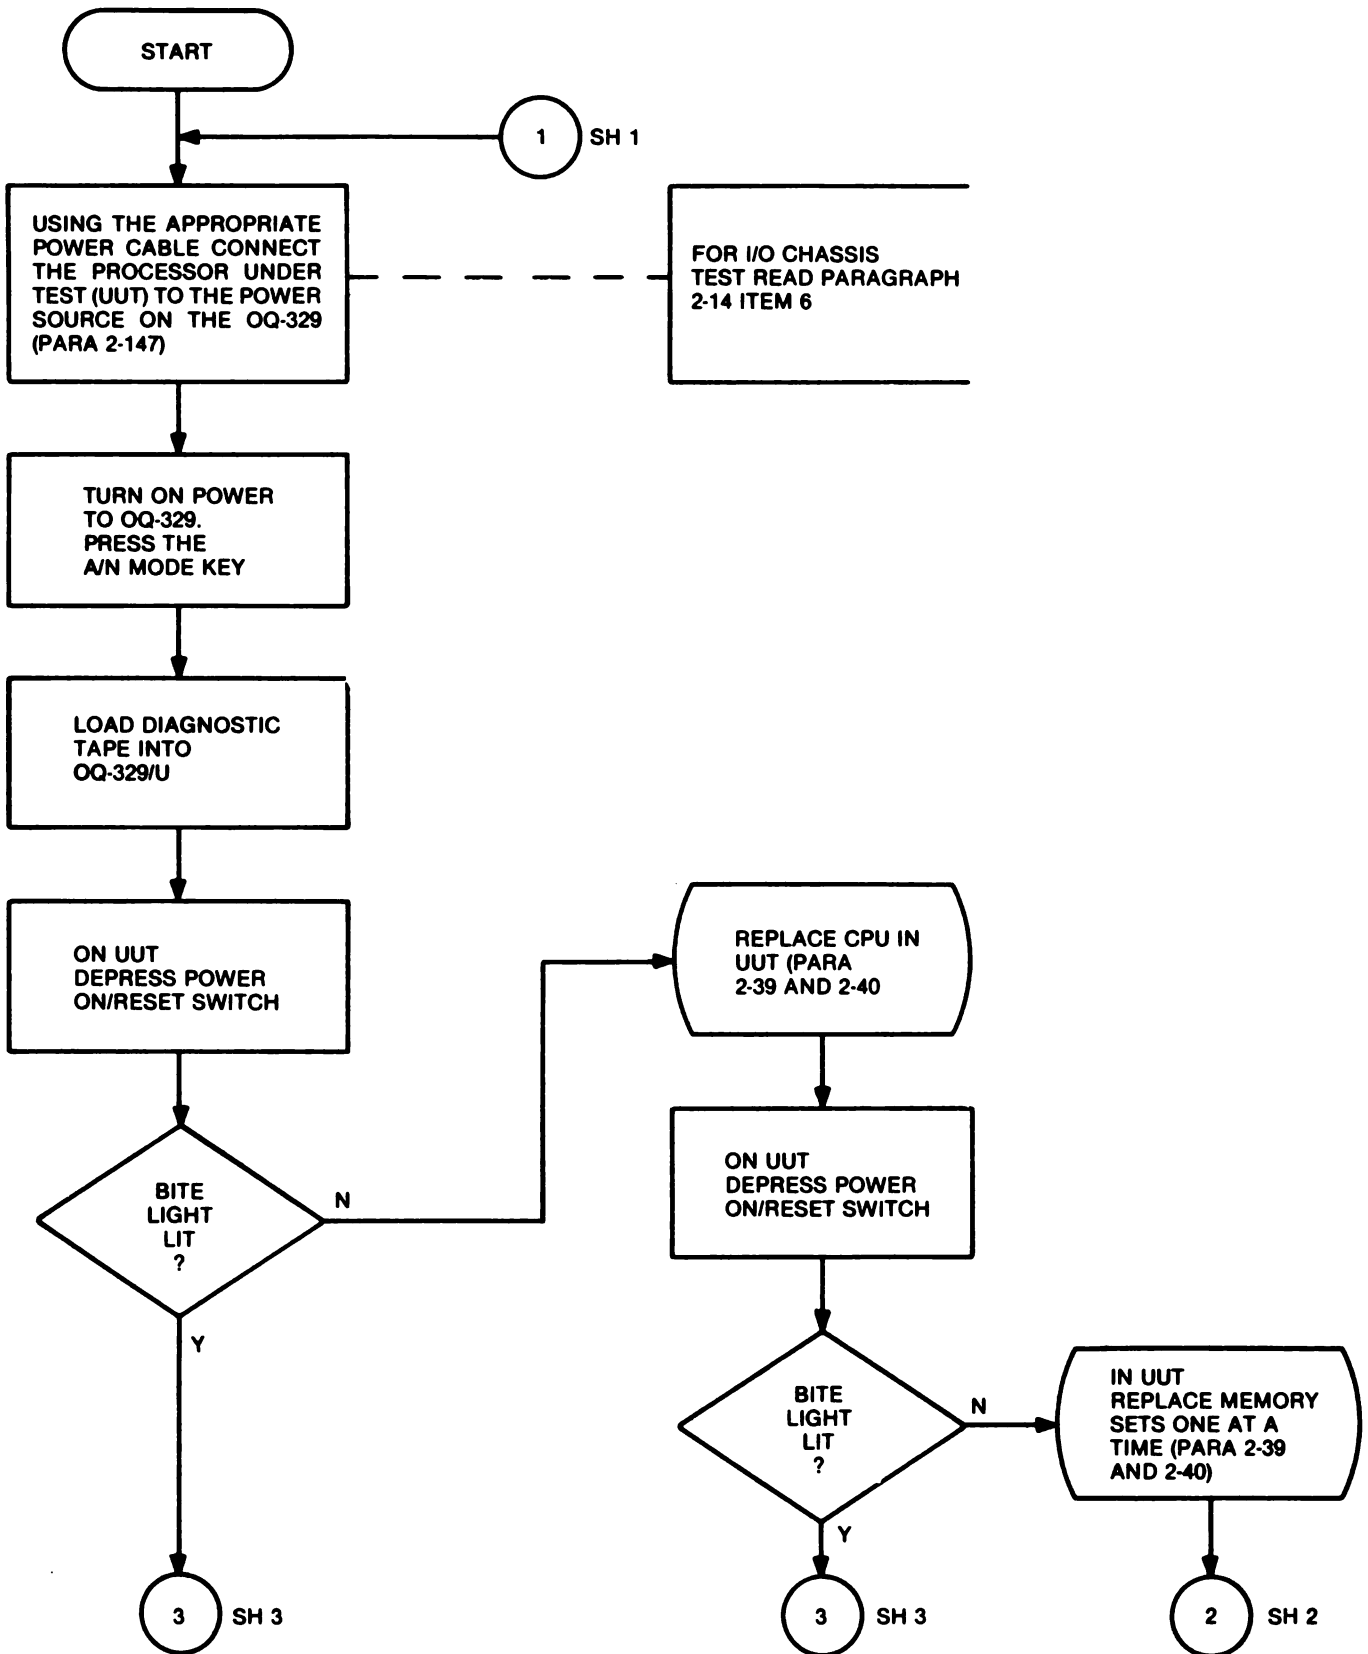 START
1 SH 1
USING THE APPROPRIATE
POWER CABLE CONNECT
THE PROCESSOR UNDER
TEST (UUT) TO THE POWER
SOURCE ON THE OQ-329
(PARA 2-147)
FOR I/O CHASSIS
TEST READ PARAGRAPH
2-14 ITEM 6
TURN ON POWER
TO OQ-329.
PRESS THE
A/N MODE KEY
LOAD DIAGNOSTIC
TAPE INTO
OQ-329/U
ON UUT
DEPRESS POWER
ON/RESET SWITCH
REPLACE CPU IN
UUT (PARA
2-39 AND 2-40
BITE
LIGHT
LIT
?
N
Y
ON UUT
DEPRESS POWER
ON/RESET SWITCH
BITE
LIGHT
LIT
?
N
Y
IN UUT
REPLACE MEMORY
SETS ONE AT A
TIME (PARA 2-39
AND 2-40)
3 SH 3
3 SH 3
2 SH 2